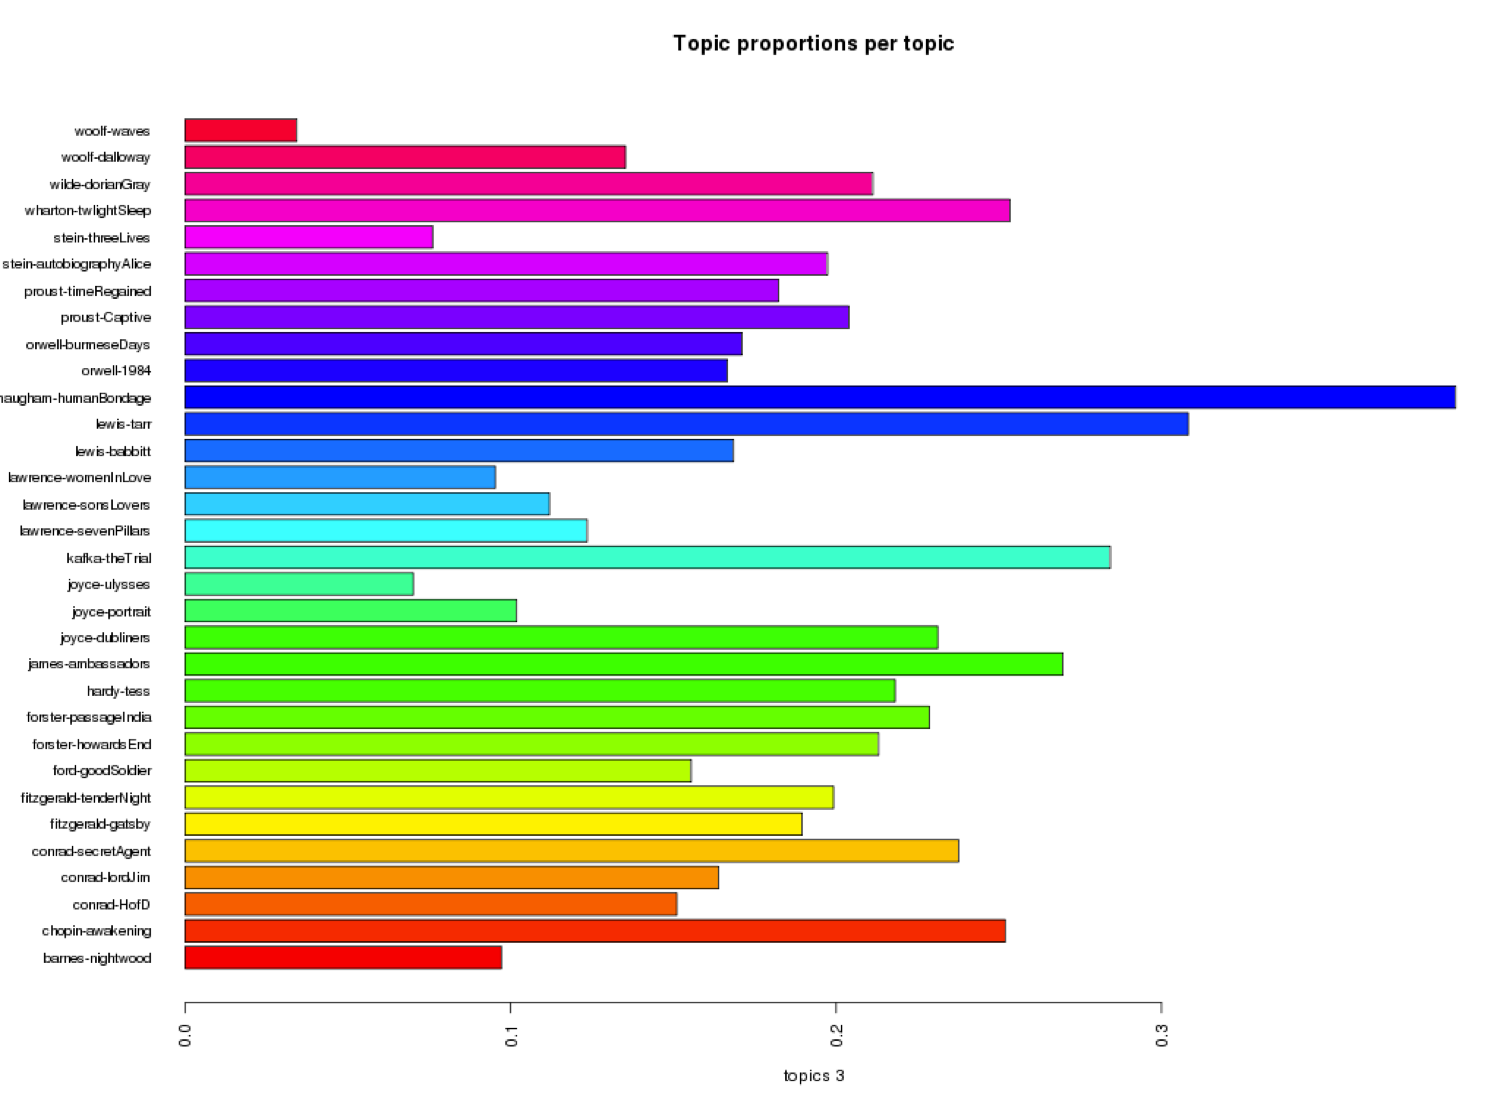 Topic proportions per topic
woolf-waves
woolf-dalloway
wilde-dorianGray
wharton-twlightSleep
stein-threeLives
stein-autobiographyAlice
proust-timeRegained
proust-Captive
orwell-burmeseDays
orwell-1984
naugham-humanBondage
lewis-tarr
lewis-babbitt
lawrence-womenInLove
lawrence-sonsLovers
lawrence-sevenPillars
kafka-theTrial
joyce-ulysses
joyce-portrait
joyce-dubliners
james-ambassadors
hardy-tess
forster-passageIndia
forster-howardsEnd
ford-goodSoldier
fitzgerald-tenderNight
fitzgerald-gatsby
conrad-secretAgent
conrad-lordJim
conrad-HofD
chopin-awakening
barnes-nightwood
0.0 0.1 0.2 0.3
topics 3